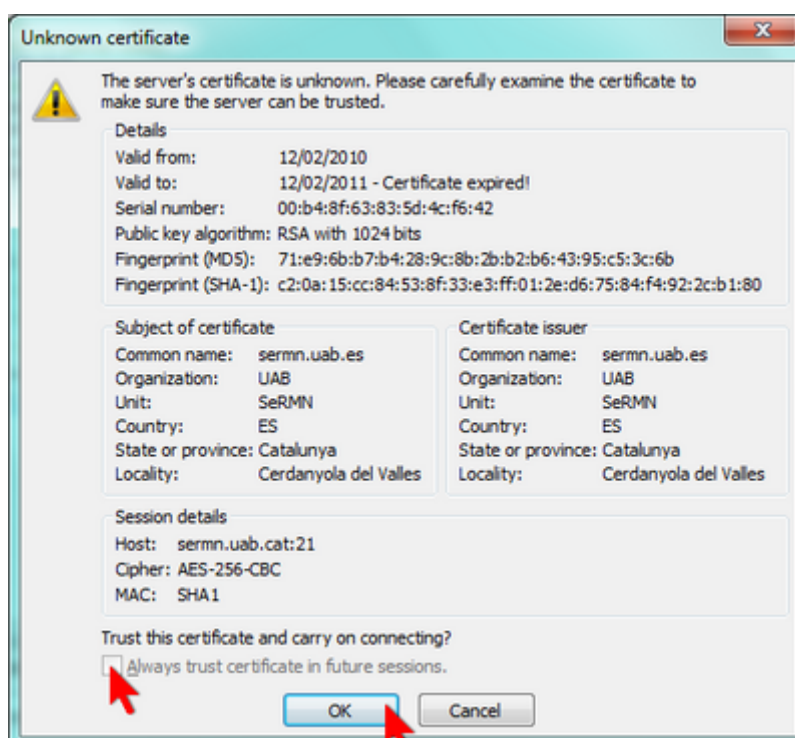 Unknown certificate
The server's certificate is unknown. Please carefully examine the certificate to
make sure the server can be trusted.
Details
Valid from: 12/02/2010
Valid to: 12/02/2011 - Certificate expired!
Serial number: 00:b4:8f:63:83:5d:4c:f6:42
Public key algorithm: RSA with 1024 bits
Fingerprint (MD5): 71:e9:6b:b7:b4:28:9c:8b:2b:b2:b6:43:95:c5:3c:6b
Fingerprint (SHA-1): c2:0a:15:cc:84:53:8f:33:e3:ff:01:2e:d6:75:84:f4:92:2c:b1:80
Subject of certificate
Common name: sermn.uab.es
Organization: UAB
Unit: SeRMN
Country: ES
State or province: Catalunya
Locality: Cerdanyola del Valles
Certificate issuer
Common name: sermn.uab.es
Organization: UAB
Unit: SeRMN
Country: ES
State or province: Catalunya
Locality: Cerdanyola del Valles
Session details
Host: sermn.uab.cat:21
Cipher: AES-256-CBC
MAC: SHA1
Trust this certificate and carry on connecting?
Always trust certificate in future sessions.
OK
Cancel